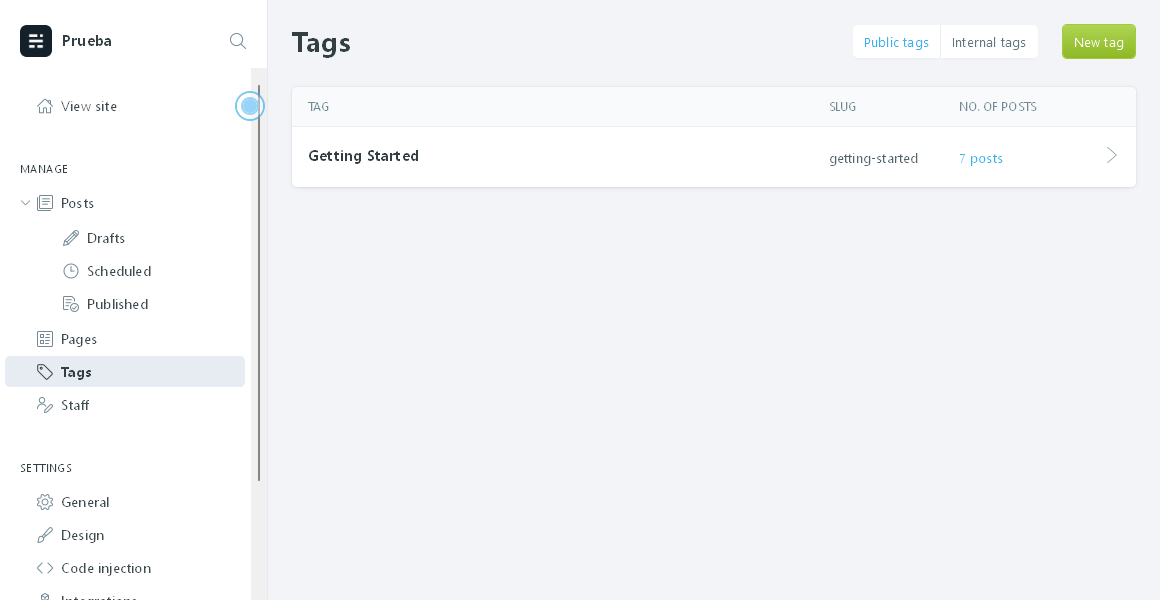 Prueba
View site
MANAGE
Posts
Drafts
Scheduled
Published
Pages
Tags
Staff
SETTINGS
General
Design
Code injection
Integrations
Tags
Public tags
Internal tags
New tag
TAG SLUG NO. OF POSTS
Getting Started getting-started 7 posts